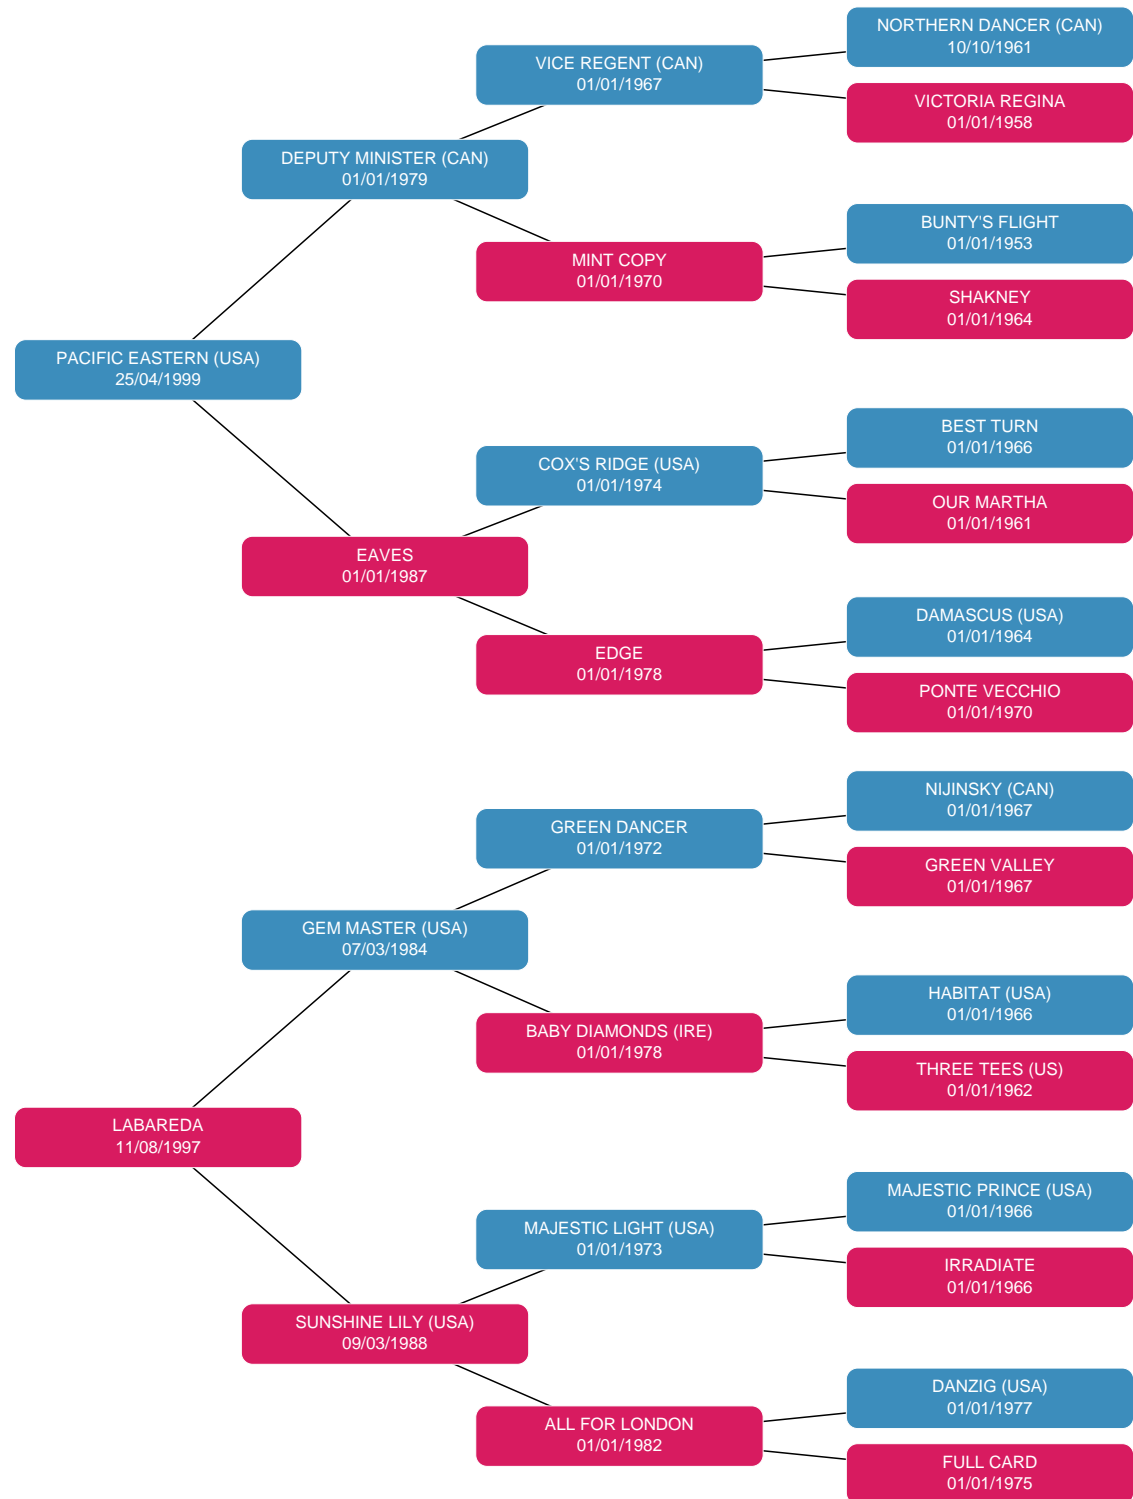 NORTHERN DANCER (CAN)
10/10/1961
VICE REGENT (CAN)
01/01/1967
VICTORIA REGINA
01/01/1958
DEPUTY MINISTER (CAN)
01/01/1979
BUNTY'S FLIGHT
01/01/1953
MINT COPY
01/01/1970
SHAKNEY
01/01/1964
PACIFIC EASTERN (USA)
25/04/1999
BEST TURN
01/01/1966
COX'S RIDGE (USA)
01/01/1974
OUR MARTHA
01/01/1961
EAVES
01/01/1987
DAMASCUS (USA)
01/01/1964
EDGE
01/01/1978
PONTE VECCHIO
01/01/1970
NIJINSKY (CAN)
01/01/1967
GREEN DANCER
01/01/1972
GREEN VALLEY
01/01/1967
GEM MASTER (USA)
07/03/1984
HABITAT (USA)
01/01/1966
BABY DIAMONDS (IRE)
01/01/1978
THREE TEES (US)
01/01/1962
LABAREDA
11/08/1997
MAJESTIC PRINCE (USA)
01/01/1966
MAJESTIC LIGHT (USA)
01/01/1973
IRRADIATE
01/01/1966
SUNSHINE LILY (USA)
09/03/1988
DANZIG (USA)
01/01/1977
ALL FOR LONDON
01/01/1982
FULL CARD
01/01/1975